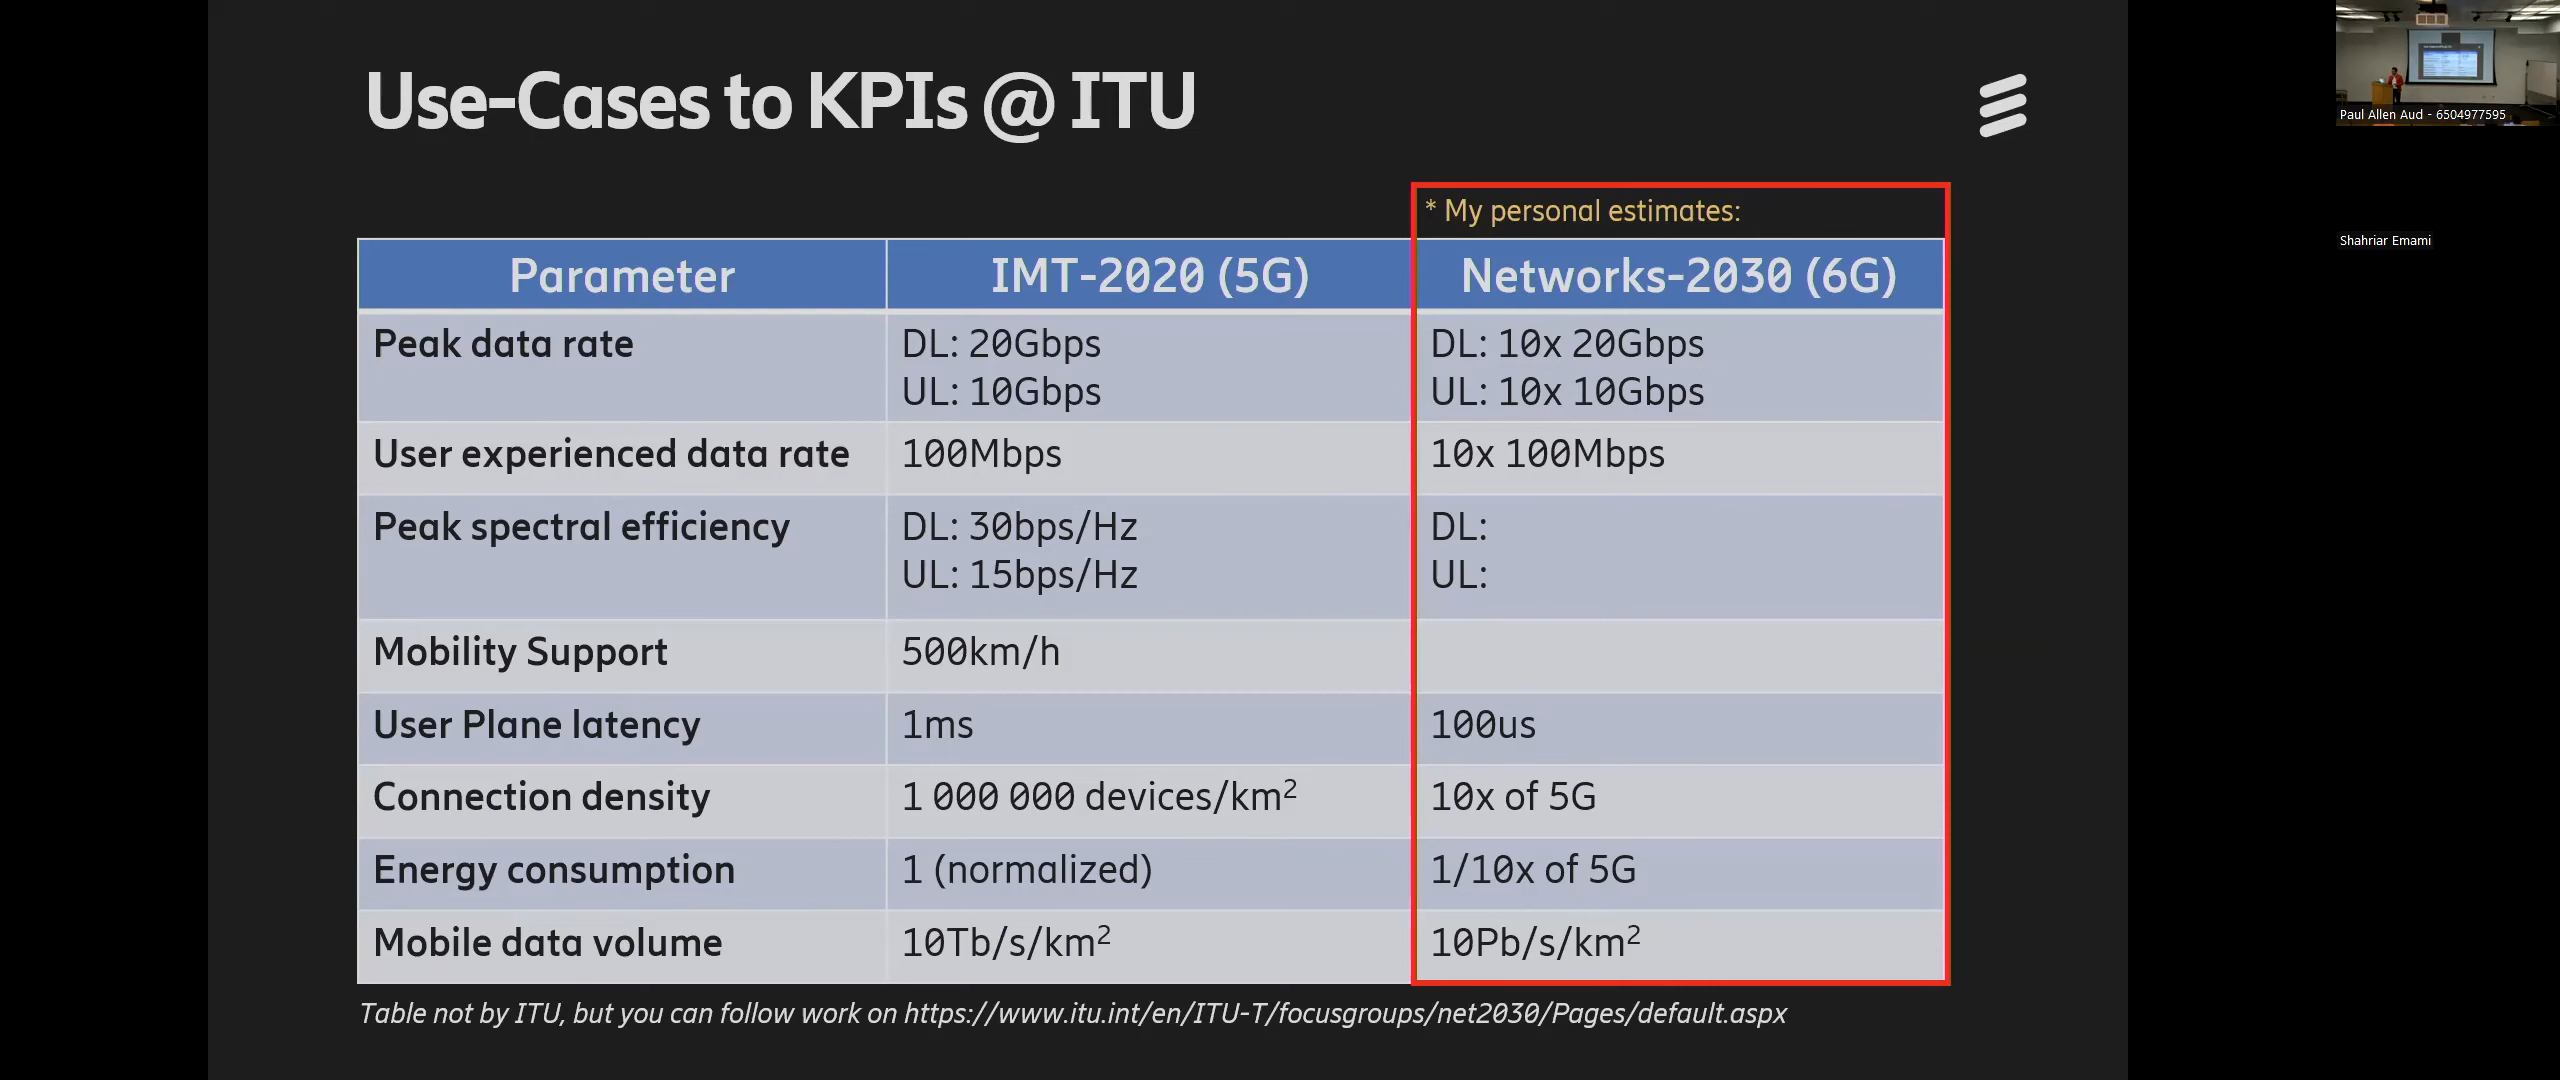 Use-Cases to KPIs @ ITU
* My personal estimates:
Parameter IMT-2020 (5G) Networks-2030 (6G)
Peak data rate DL: 20Gbps DL: 10x 20Gbps
UL: 10Gbps UL: 10x 10Gbps
User experienced data rate 100Mbps 10x 100Mbps
Peak spectral efficiency DL: 30bps/Hz DL:
UL: 15bps/Hz UL:
Mobility Support 500km/h
User Plane latency 1ms 100us
Connection density 1 000 000 devices/km² 10x of 5G
Energy consumption 1 (normalized) 1/10x of 5G
Mobile data volume 10Tb/s/km² 10Pb/s/km²
Table not by ITU, but you can follow work on https://www.itu.int/en/ITU-T/focusgroups/net2030/Pages/default.aspx
Paul Allen Aud - 6504977595
Shahriar Emami